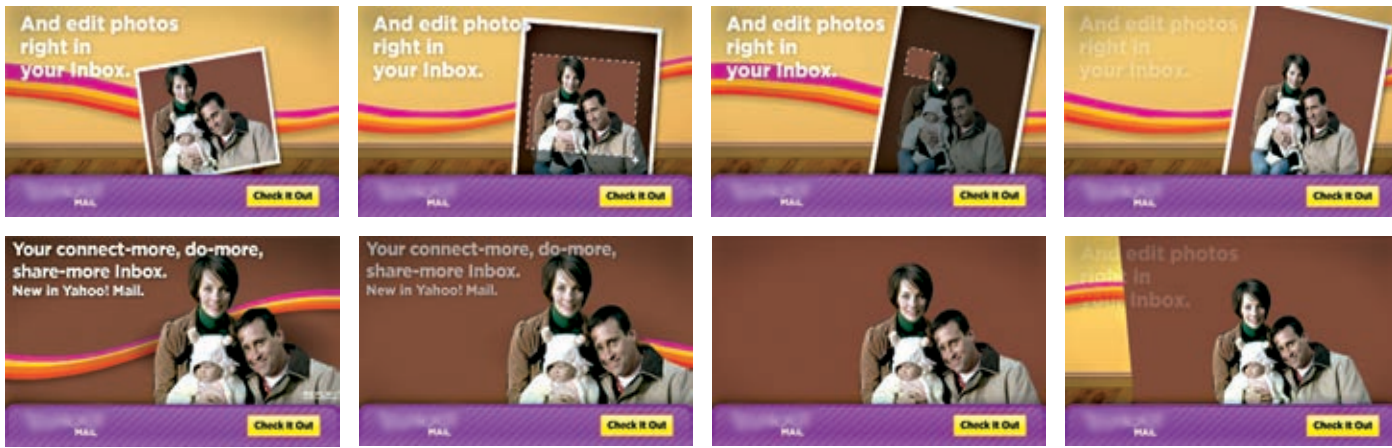 And edit photos
right in
your Inbox.
MAIL
Check It Out
And edit photos
right in
your Inbox.
MAIL
Check It Out
And edit photos
right in
your Inbox.
MAIL
Check It Out
And edit photos
right in
your Inbox.
MAIL
Check It Out
Your connect-more, do-more,
share-more Inbox.
New in Yahoo! Mail.
MAIL
Check It Out
Your connect-more, do-more,
share-more Inbox.
New in Yahoo! Mail.
MAIL
Check It Out
MAIL
Check It Out
And edit photos
right in
your Inbox.
MAIL
Check It Out